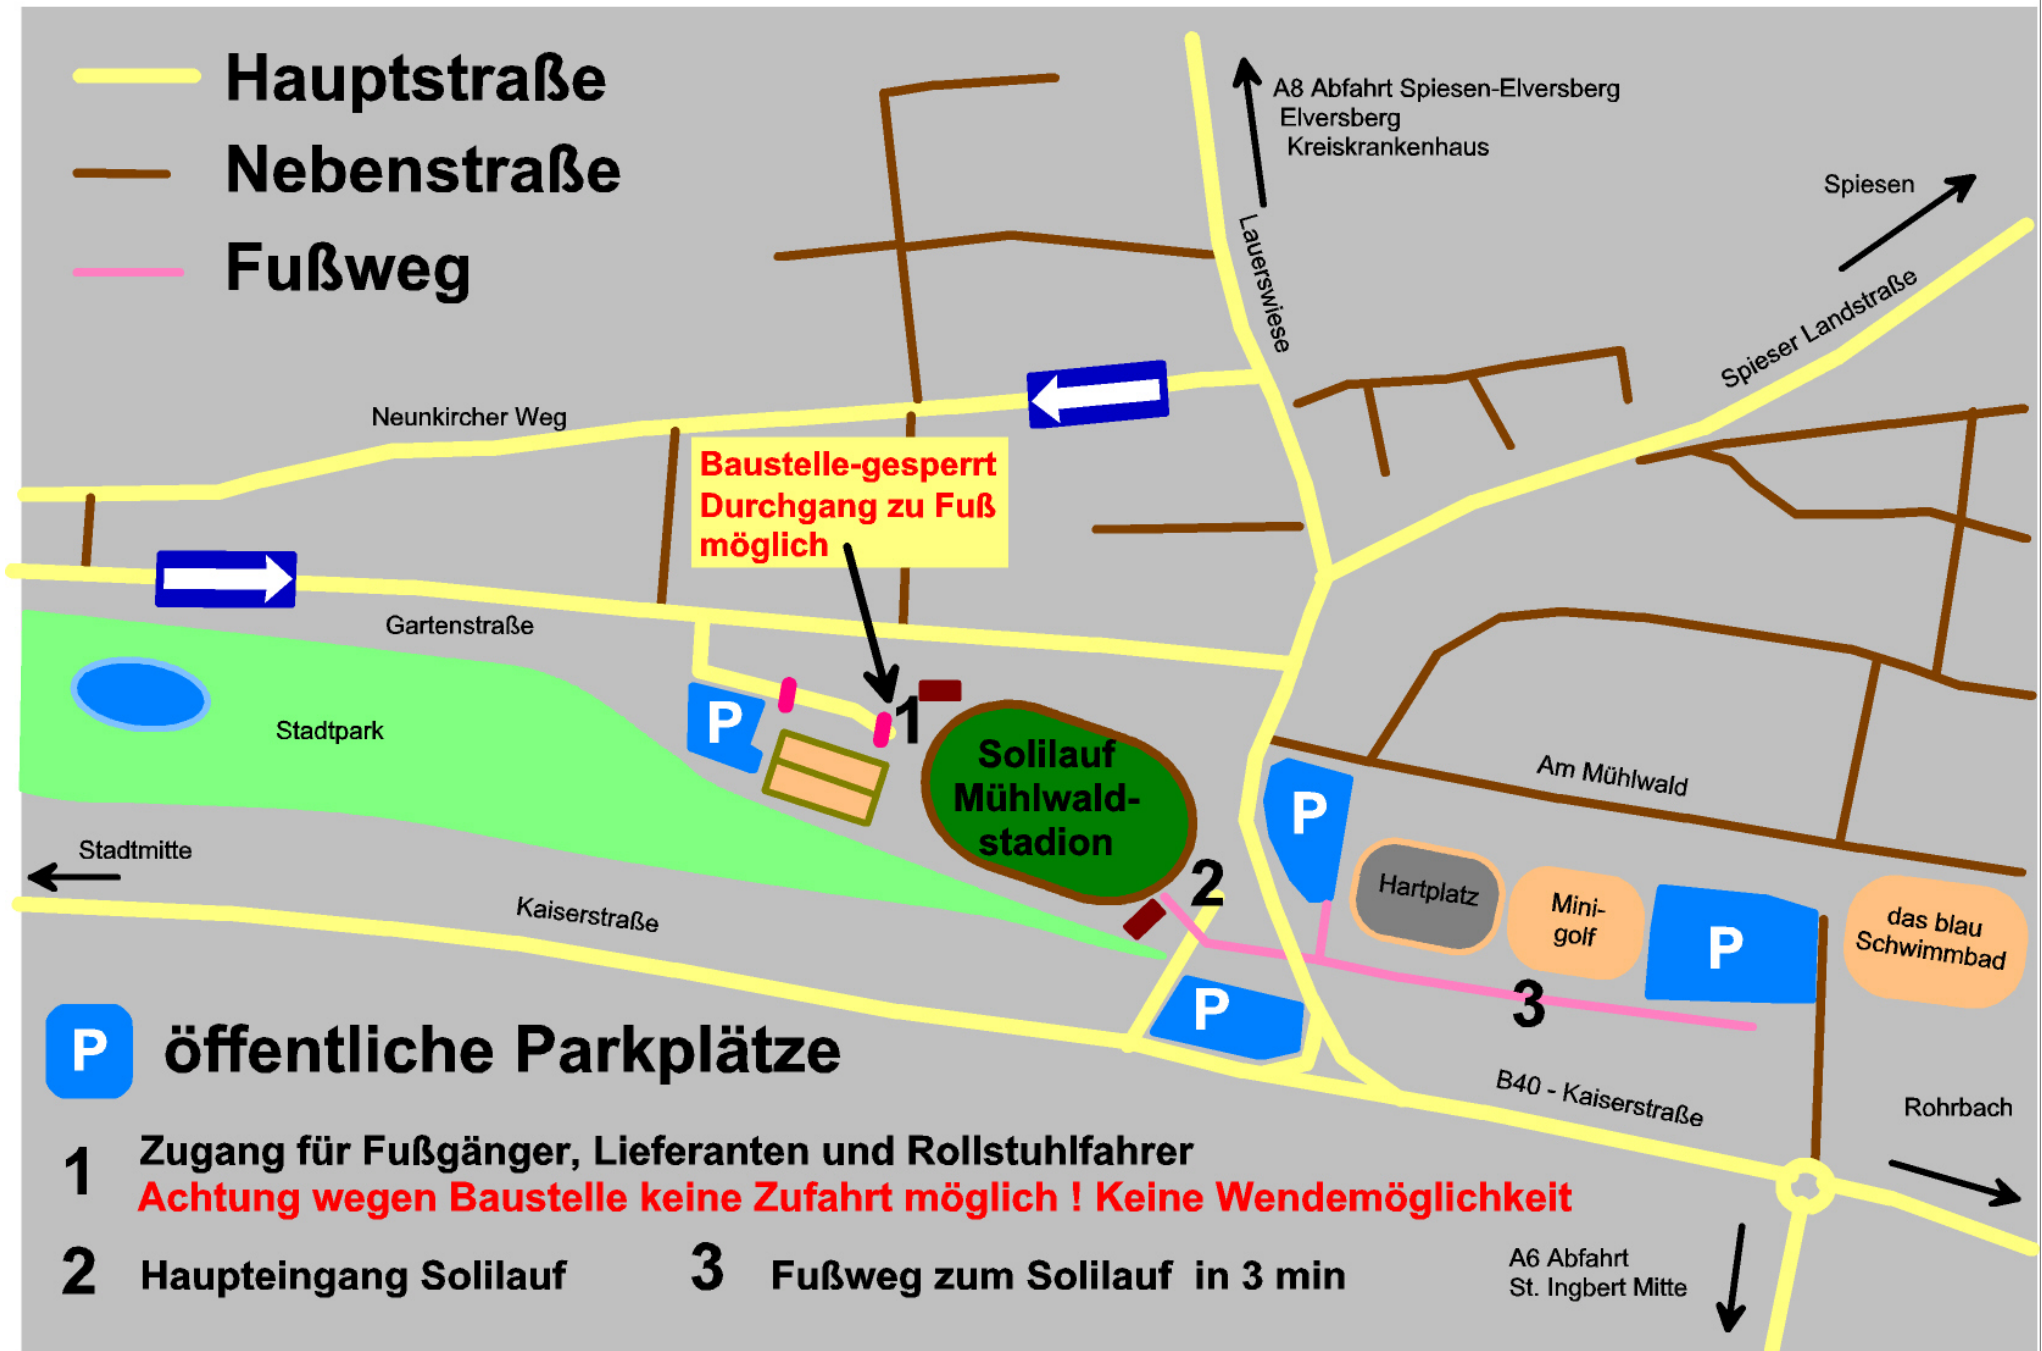 Hauptstraße
Nebenstraße
Fußweg
A8 Abfahrt Spiesen-Elversberg
Elversberg
Kreiskrankenhaus
Spiesen
Lauerswiese
Spieser Landstraße
Neunkircher Weg
Baustelle-gesperrt
Durchgang zu Fuß
möglich
Gartenstraße
Stadtpark
P
1
Solilauf
Mühlwald-
stadion
Am Mühlwald
P
Stadtmitte
2
Hartplatz
Mini-
golf
P
das blau
Schwimmbad
Kaiserstraße
P
3
P öffentliche Parkplätze
B40 - Kaiserstraße
Rohrbach
1 Zugang für Fußgänger, Lieferanten und Rollstuhlfahrer
Achtung wegen Baustelle keine Zufahrt möglich ! Keine Wendemöglichkeit
2 Haupteingang Solilauf
3 Fußweg zum Solilauf in 3 min
A6 Abfahrt
St. Ingbert Mitte